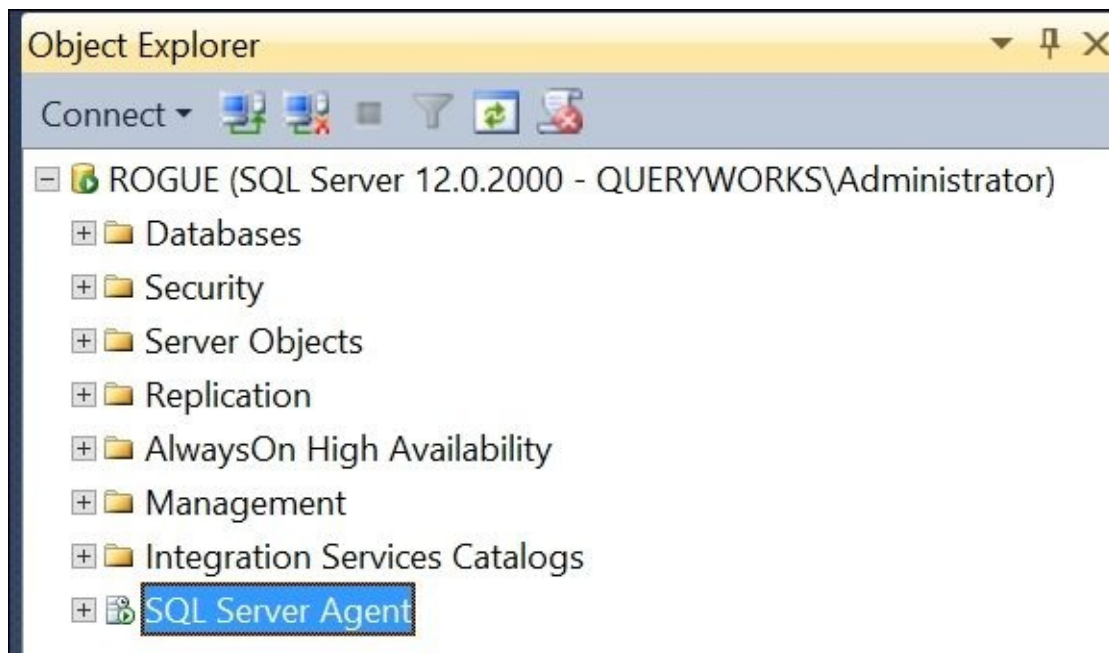 Object Explorer
Connect
ROGUE (SQL Server 12.0.2000 - QUERYWORKS\Administrator)
Databases
Security
Server Objects
Replication
AlwaysOn High Availability
Management
Integration Services Catalogs
SQL Server Agent